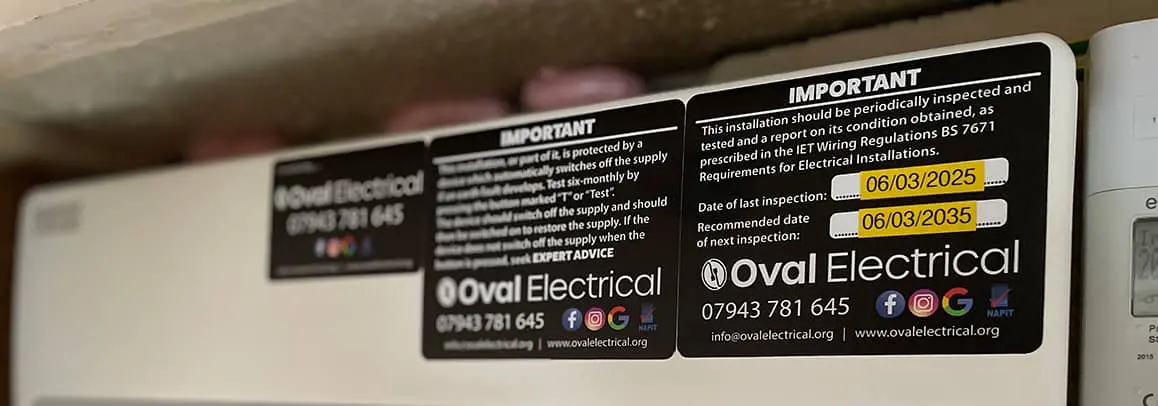 Oval Electrical
07943 781 645
IMPORTANT
This installation, or part of it, is protected by a
device which automatically switches off the supply
if an earth fault develops. Test six-monthly by
pressing the button marked "T" or "Test".
The device should switch off the supply and should
then be switched on to restore the supply. If the
device does not switch off the supply when the
button is pressed, seek EXPERT ADVICE
Oval Electrical
07943 781 645
NAPIT
info@ovalelectrical.org | www.ovalelectrical.org
IMPORTANT
This installation should be periodically inspected and
tested and a report on its condition obtained, as
prescribed in the IET Wiring Regulations BS 7671
Requirements for Electrical Installations.
Date of last inspection: 06/03/2025
Recommended date
of next inspection: 06/03/2035
Oval Electrical
07943 781 645
NAPIT
info@ovalelectrical.org | www.ovalelectrical.org
2015